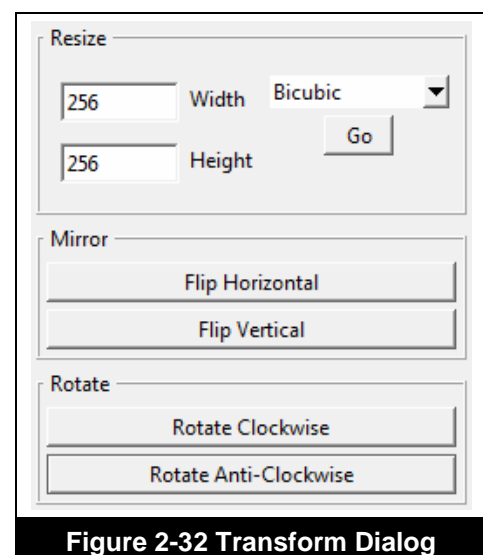 Resize
256 Width Bicubic
Go
256 Height
Mirror
Flip Horizontal
Flip Vertical
Rotate
Rotate Clockwise
Rotate Anti-Clockwise
Figure 2-32 Transform Dialog